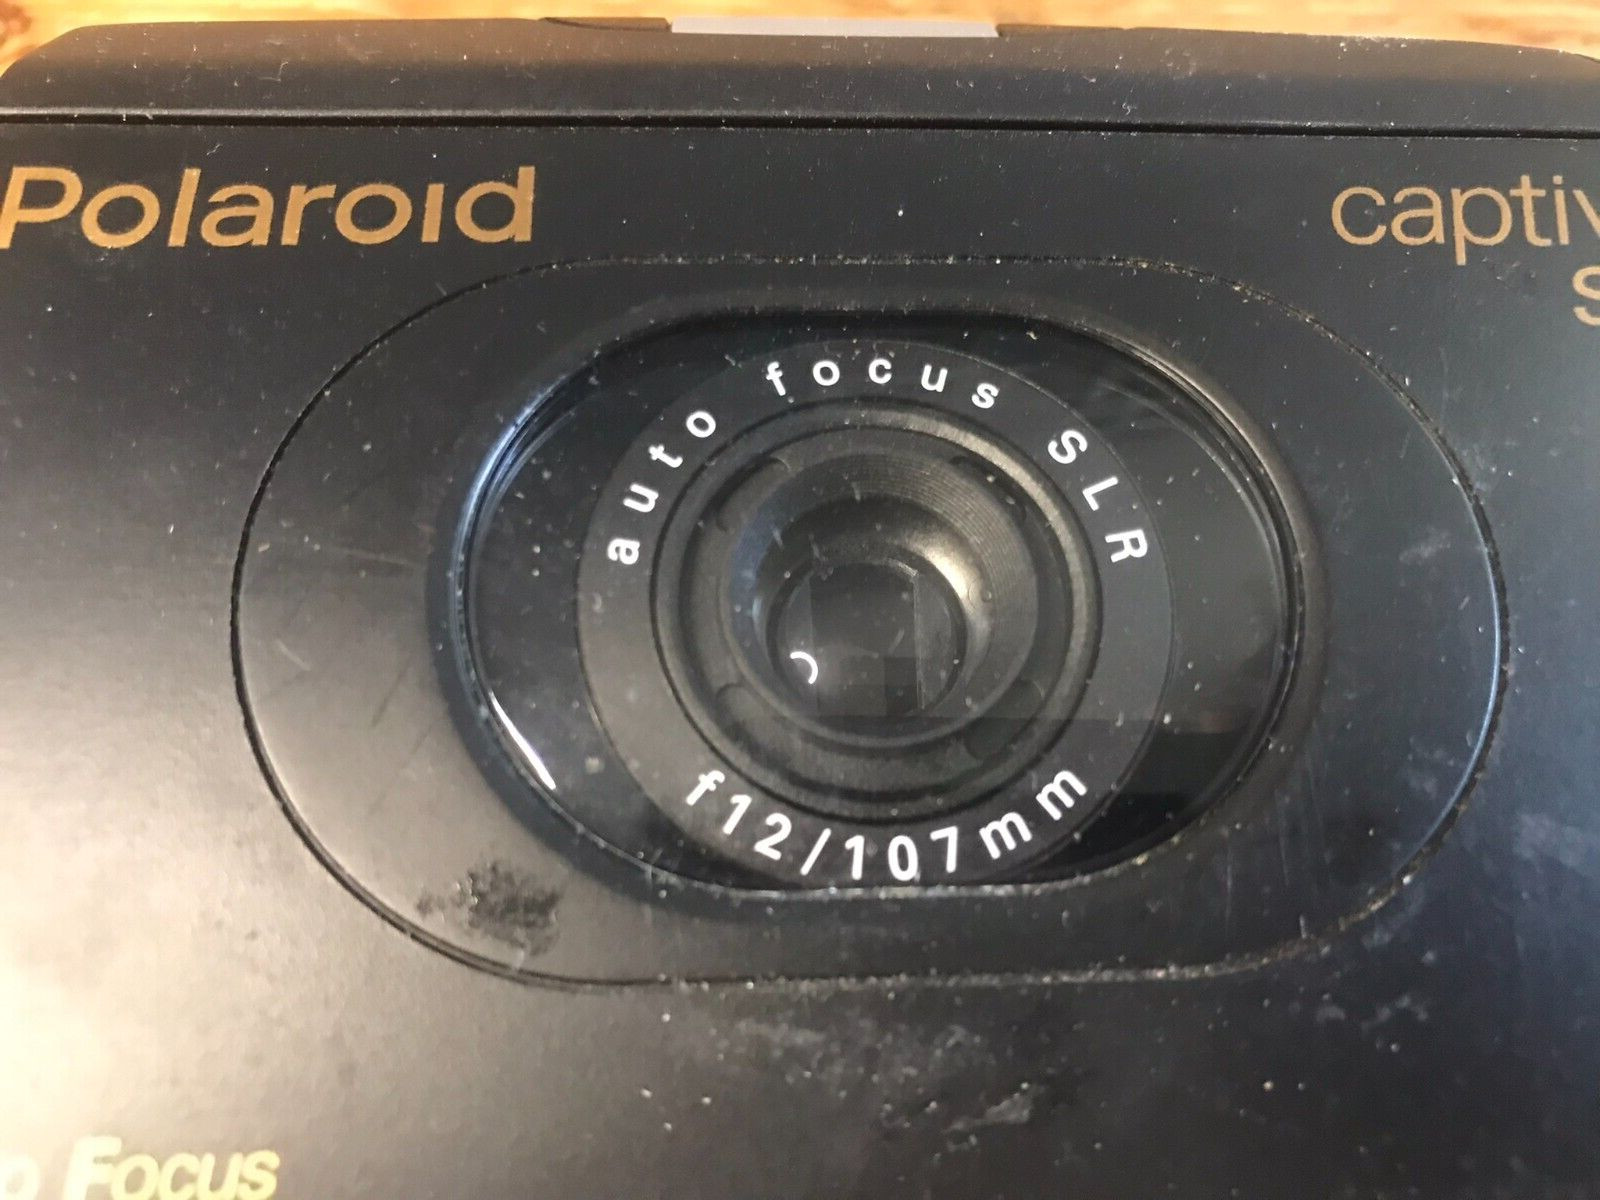 Polaroid
captiv
S
auto focus SLR
f12/107mm
o Focus